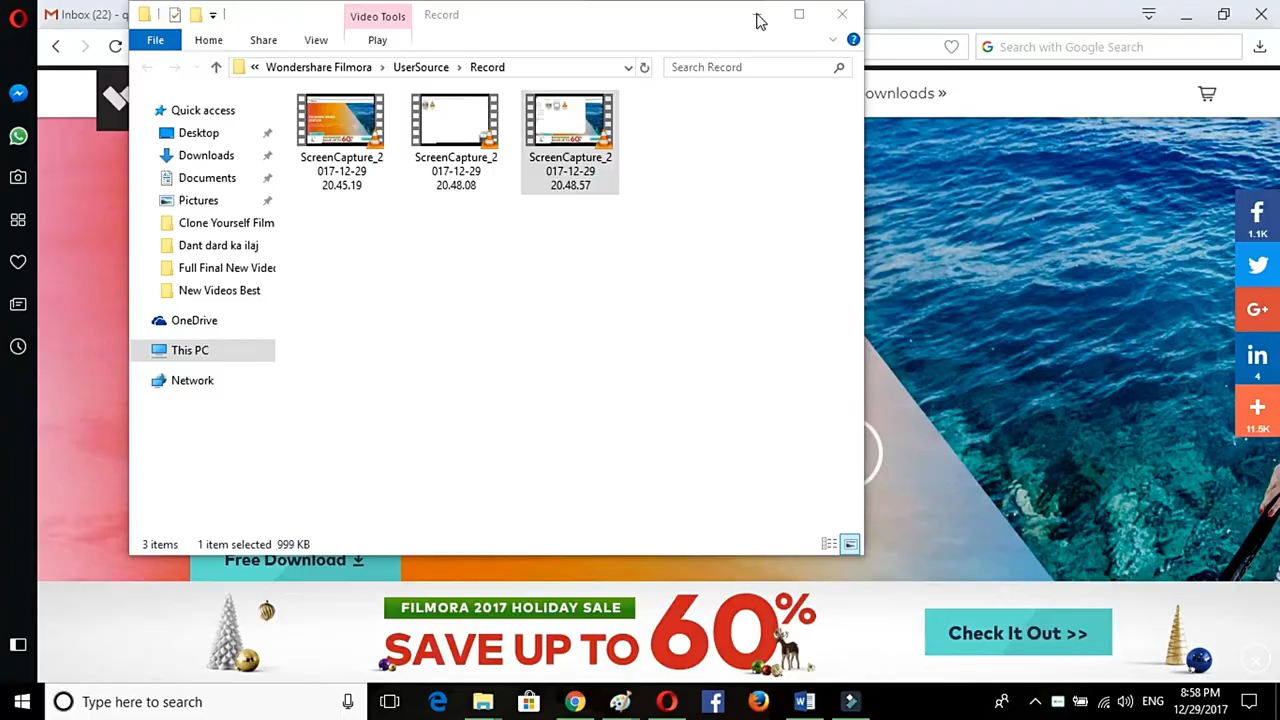 Inbox (22) - q
Video Tools
Record
File
Home
Share
View
Play
« Wondershare Filmora > UserSource > Record
Search Record
Search with Google Search
ownloads »
Quick access
Desktop
Downloads
Documents
Pictures
Clone Yourself Film
Dant dard ka ilaj
Full Final New Videc
New Videos Best
OneDrive
This PC
Network
ScreenCapture_2
017-12-29
20.45.19
ScreenCapture_2
017-12-29
20.48.08
ScreenCapture_2
017-12-29
20.48.57
1.1K
G+
in
4
11.5K
3 items
1 item selected 999 KB
Free Download
FILMORA 2017 HOLIDAY SALE
SAVE UP TO 60%
Check It Out >>
Type here to search
ENG
8:58 PM
12/29/2017